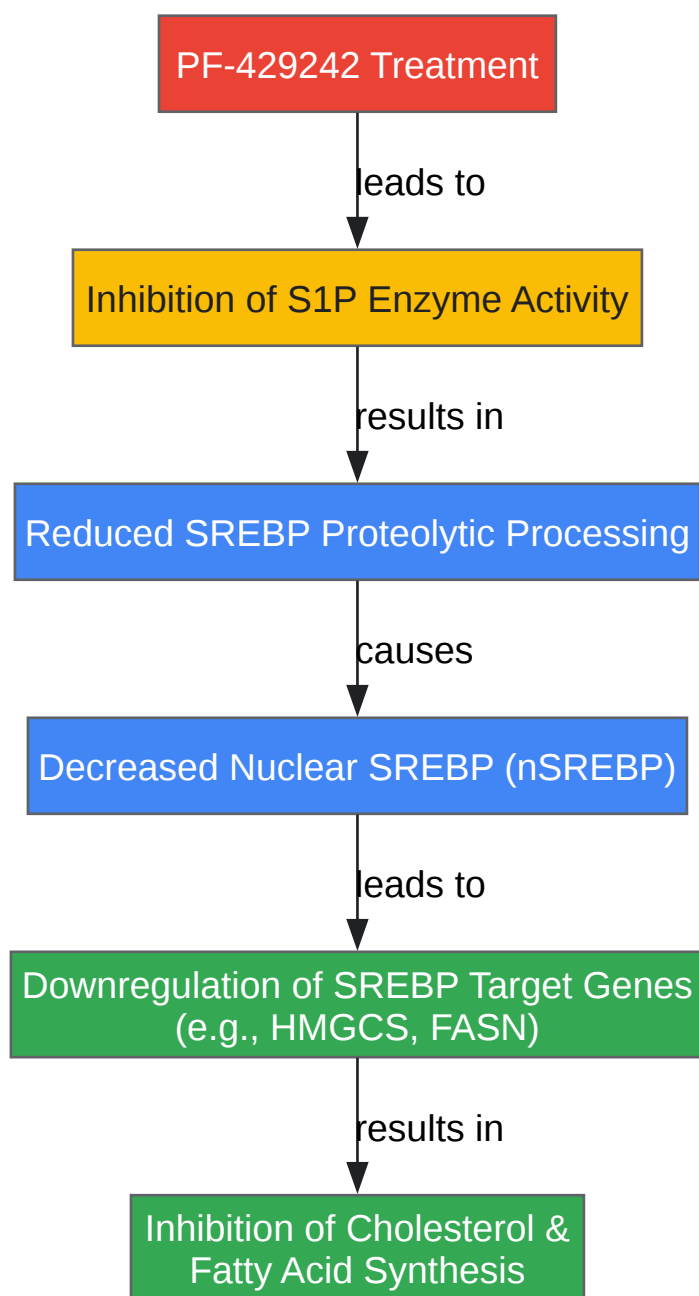 PF-429242 Treatment
leads to
Inhibition of S1P Enzyme Activity
results in
Reduced SREBP Proteolytic Processing
causes
Decreased Nuclear SREBP (nSREBP)
leads to
Downregulation of SREBP Target Genes
(e.g., HMGCS, FASN)
results in
Inhibition of Cholesterol &
Fatty Acid Synthesis